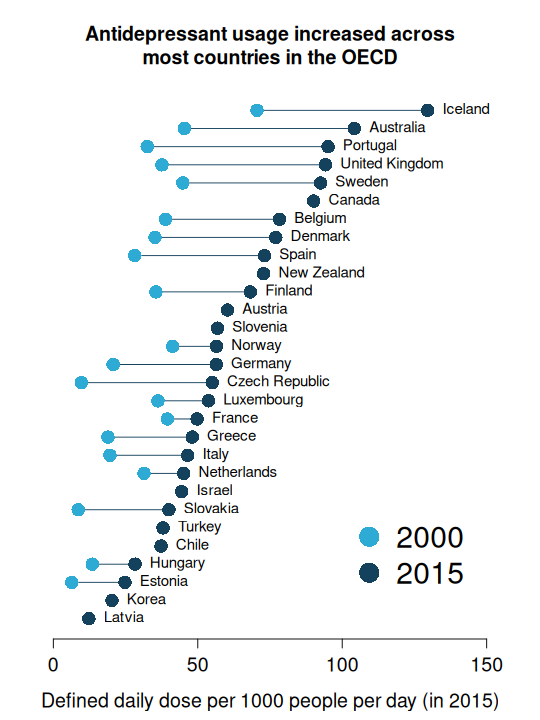 Antidepressant usage increased across
most countries in the OECD
Iceland
Australia
Portugal
United Kingdom
Sweden
Canada
Belgium
Denmark
Spain
New Zealand
Finland
Austria
Slovenia
Norway
Germany
Czech Republic
Luxembourg
France
Greece
Italy
Netherlands
Israel
Slovakia
Turkey
Chile
Hungary
Estonia
Korea
Latvia
2000
2015
0 50 100 150
Defined daily dose per 1000 people per day (in 2015)